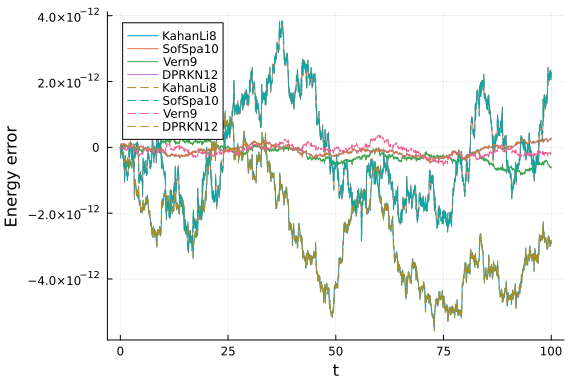 4.0×10⁻¹²
2.0×10⁻¹²
0
−2.0×10⁻¹²
−4.0×10⁻¹²
Energy error
KahanLi8
SofSpa10
Vern9
DPRKN12
KahanLi8
SofSpa10
Vern9
DPRKN12
0 25 50 75 100
t